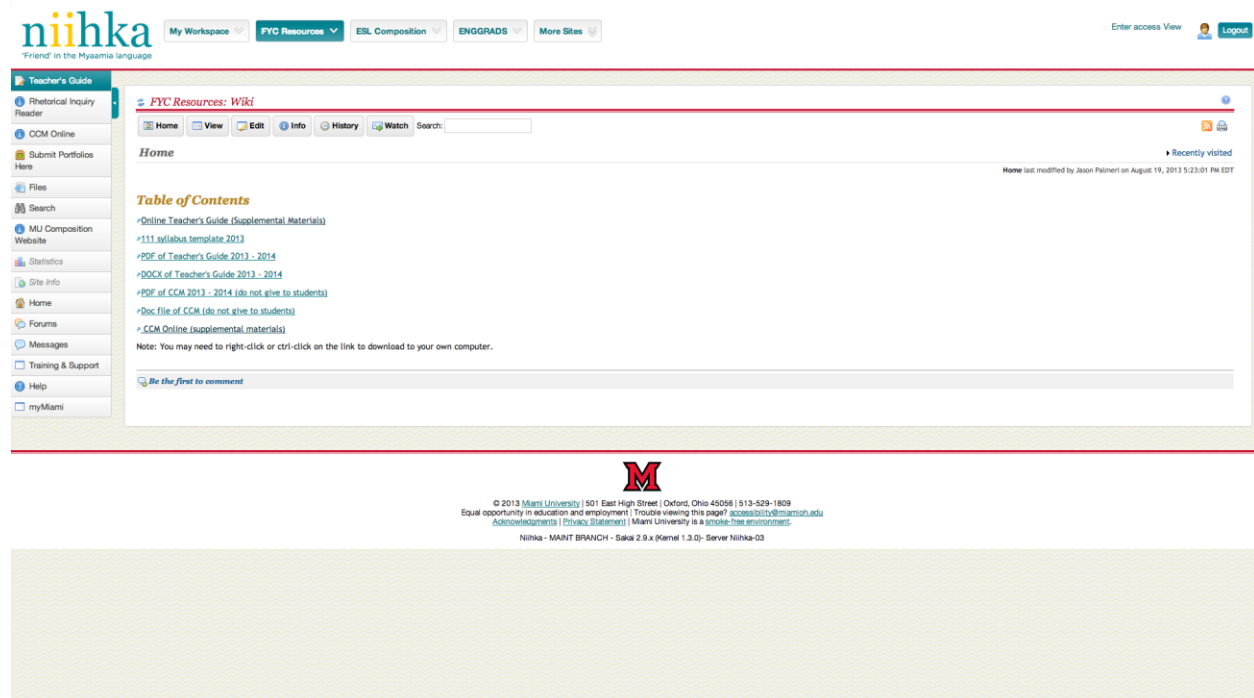 niihka
'Friend' in the Myaamia language
My Workspace
FYC Resources
ESL Composition
ENGGRADS
More Sites
Enter access View
Logout
Teacher's Guide
Rhetorical Inquiry
Reader
CCM Online
Submit Portfolios
Here
Files
Search
MU Composition
Website
Statistics
Site Info
Home
Forums
Messages
Training & Support
Help
myMiami
FYC Resources: Wiki
Home View Edit Info History Watch Search:
Home
Recently visited
Home last modified by Jason Palmeri on August 19, 2013 5:23:01 PM EDT
Table of Contents
Online Teacher's Guide (Supplemental Materials)
111 syllabus template 2013
PDF of Teacher's Guide 2013 - 2014
DOCX of Teacher's Guide 2013 - 2014
PDF of CCM 2013 - 2014 (do not give to students)
Doc file of CCM (do not give to students)
CCM Online (supplemental materials)
Note: You may need to right-click or ctrl-click on the link to download to your own computer.
Be the first to comment
M
© 2013 Miami University | 501 East High Street | Oxford, Ohio 45056 | 513-529-1809
Equal opportunity in education and employment | Trouble viewing this page? accessibility@miamioh.edu
Acknowledgments | Privacy Statement | Miami University is a smoke-free environment.
Niihka - MAINT BRANCH - Sakai 2.9.x (Kernel 1.3.0)- Server Niihka-03